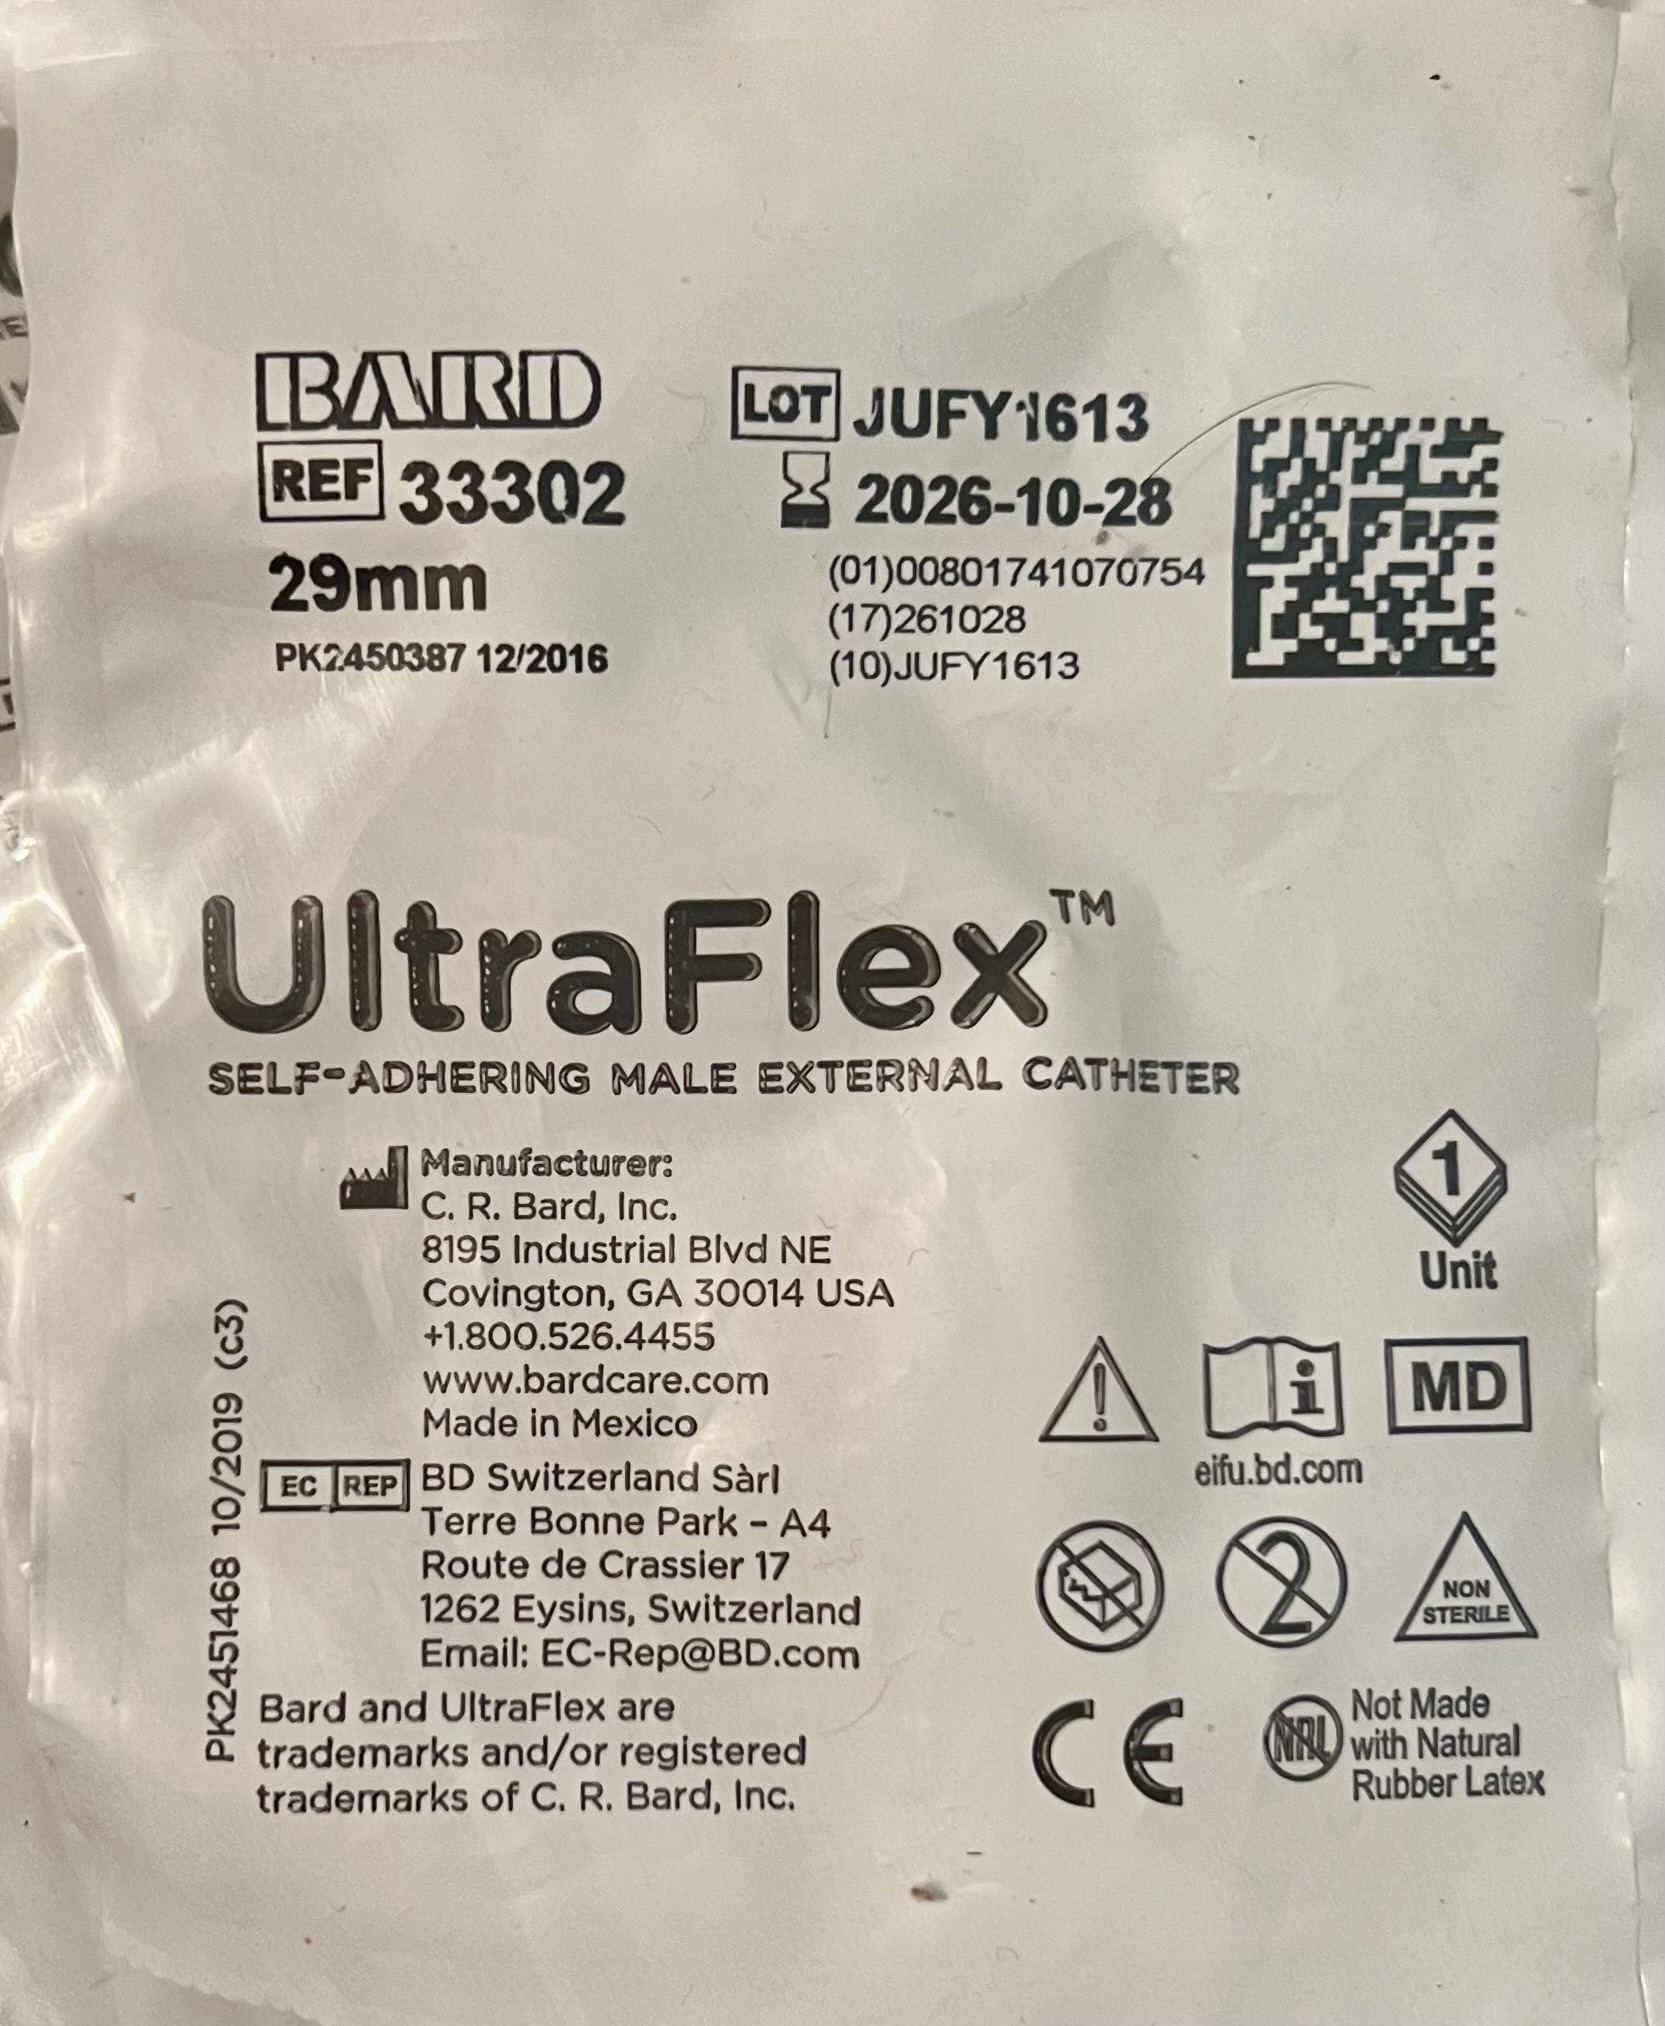 BARD
REF 33302
29mm
PK2450387 12/2016
LOT JUFY1613
2026-10-28
(01)00801741070754
(17)261028
(10)JUFY1613
UltraFlex™
SELF-ADHERING MALE EXTERNAL CATHETER
Manufacturer:
C. R. Bard, Inc.
8195 Industrial Blvd NE
Covington, GA 30014 USA
+1.800.526.4455
www.bardcare.com
Made in Mexico
EC REP BD Switzerland Sàrl
Terre Bonne Park - A4
Route de Crassier 17
1262 Eysins, Switzerland
Email: EC-Rep@BD.com
Bard and UltraFlex are
trademarks and/or registered
trademarks of C. R. Bard, Inc.
PK2451468 10/2019 (c3)
1
Unit
MD
eifu.bd.com
2
NON
STERILE
CE
NRL
Not Made
with Natural
Rubber Latex